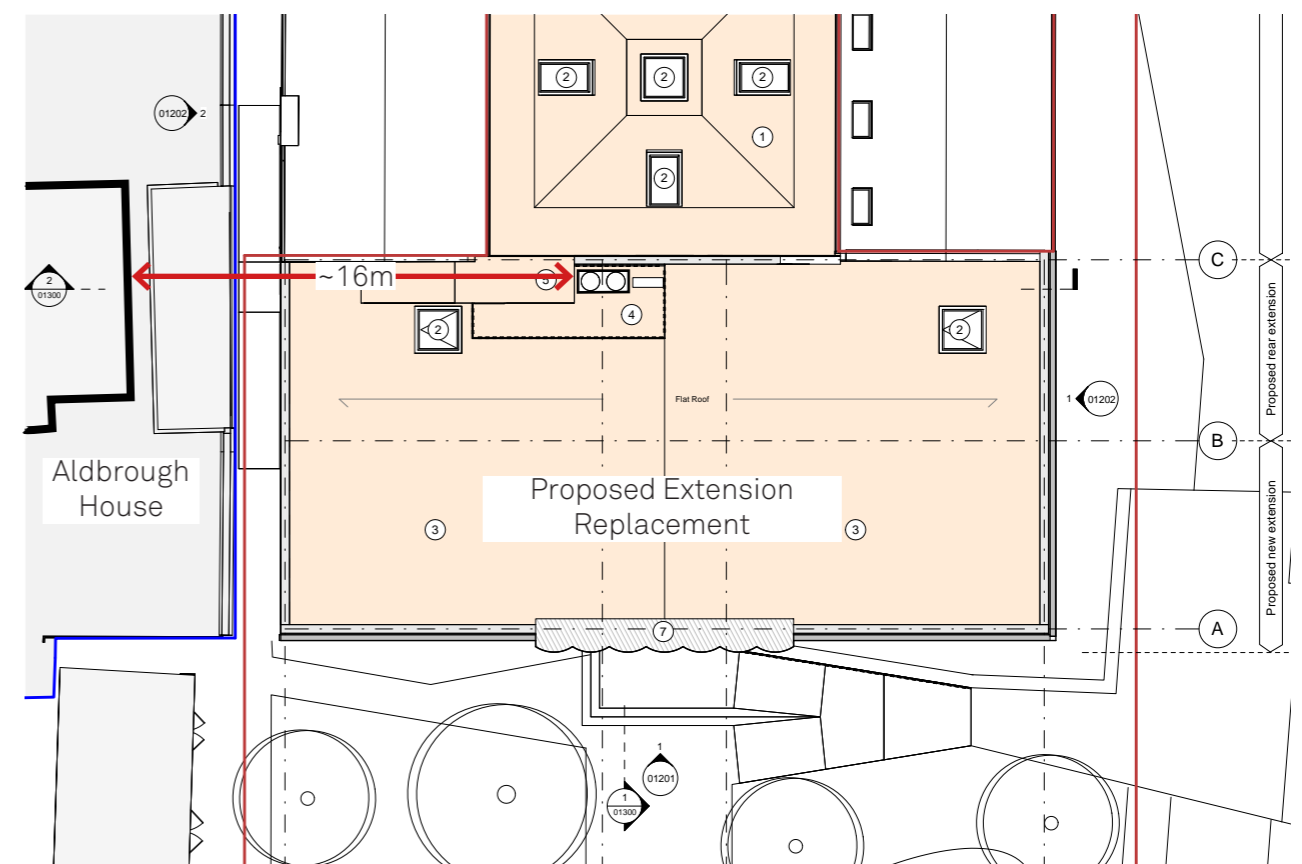 2
2
2
01202
2
1
2
2
01300
~16m
5
C
4
2
2
Proposed rear extension
Flat Roof
1
01202
B
Aldbrough
House
Proposed Extension
Replacement
3
3
Proposed new extension
7
A
1
01201
1
01300